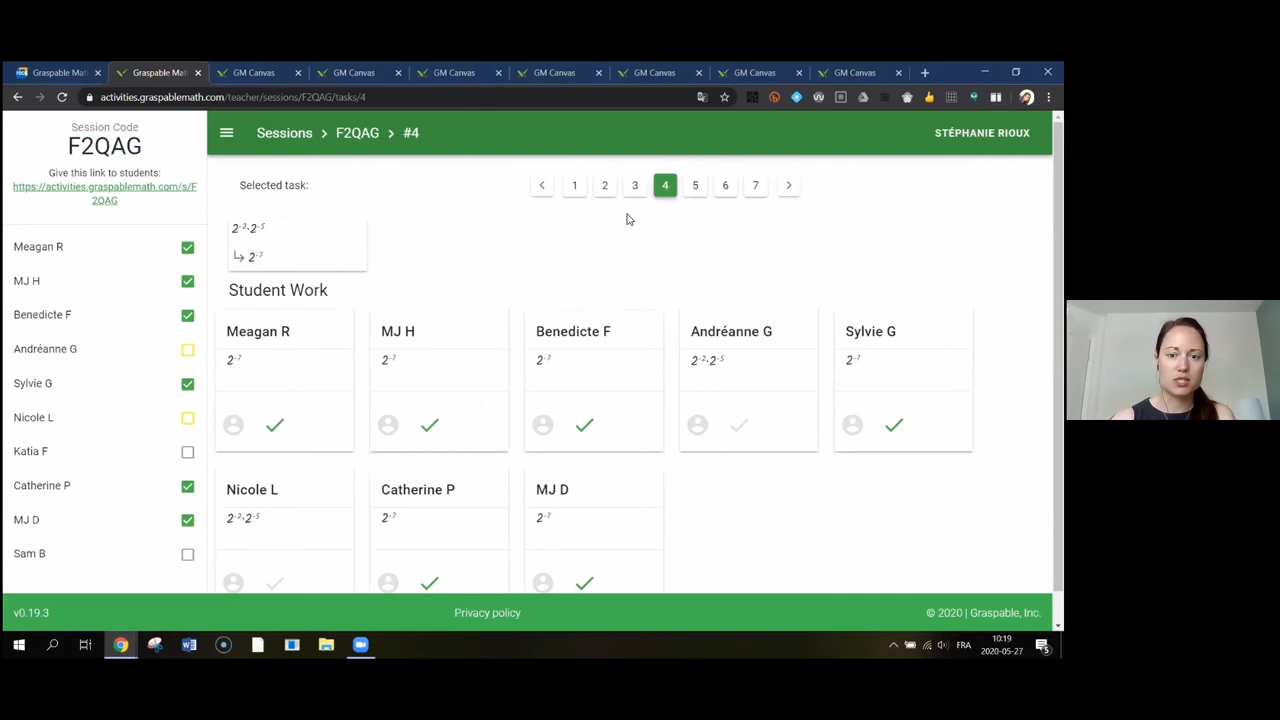 Graspable Mat
Graspable Mat
GM Canvas
GM Canvas
GM Canvas
GM Canvas
GM Canvas
GM Canvas
GM Canvas
activities.graspablemath.com/teacher/sessions/F2QAG/tasks/4
Session Code
F2QAG
Give this link to students:
https://activities.graspablemath.com/s/F
2QAG
Meagan R
MJ H
Benedicte F
Andréanne G
Sylvie G
Nicole L
Katia F
Catherine P
MJ D
Sam B
Sessions > F2QAG > #4
STÉPHANIE RIOUX
Selected task:
< 1 2 3 4 5 6 7 >
2⁻²·2⁻⁵
↳ 2⁻⁷
Student Work
Meagan R
2⁻⁷
MJ H
2⁻⁷
Benedicte F
2⁻⁷
Andréanne G
2⁻²·2⁻⁵
Sylvie G
2⁻⁷
Nicole L
2⁻²·2⁻⁵
Catherine P
2⁻⁷
MJ D
2⁻⁷
v0.19.3
Privacy policy
© 2020 | Graspable, Inc.
FRA
10:19
2020-05-27
5